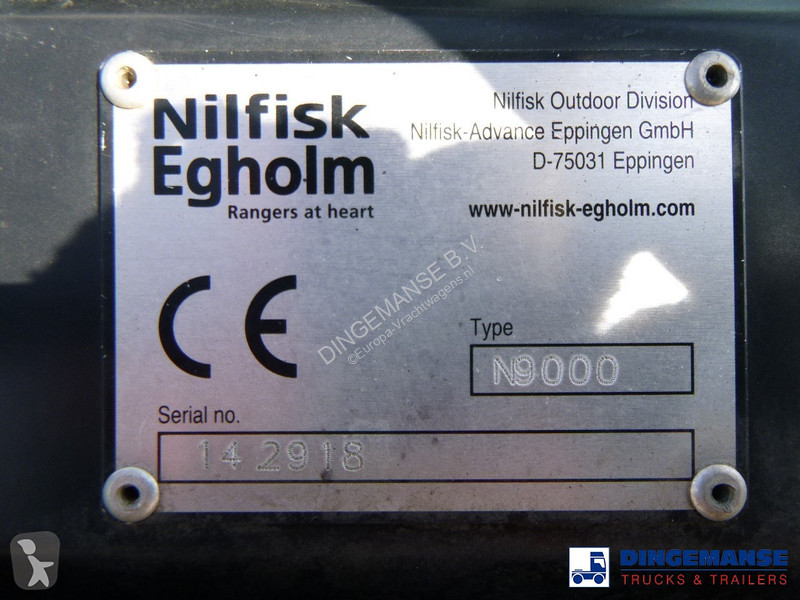 Nilfisk
Egholm
Rangers at heart
Nilfisk Outdoor Division
Nilfisk-Advance Eppingen GmbH
D-75031 Eppingen
www-nilfisk-egholm.com
CE
Type
N9000
Serial no.
14 2918
DINGEMANSE B.V.
©Europa-Vrachtwagens.nl
DINGEMANSE
TRUCKS & TRAILERS